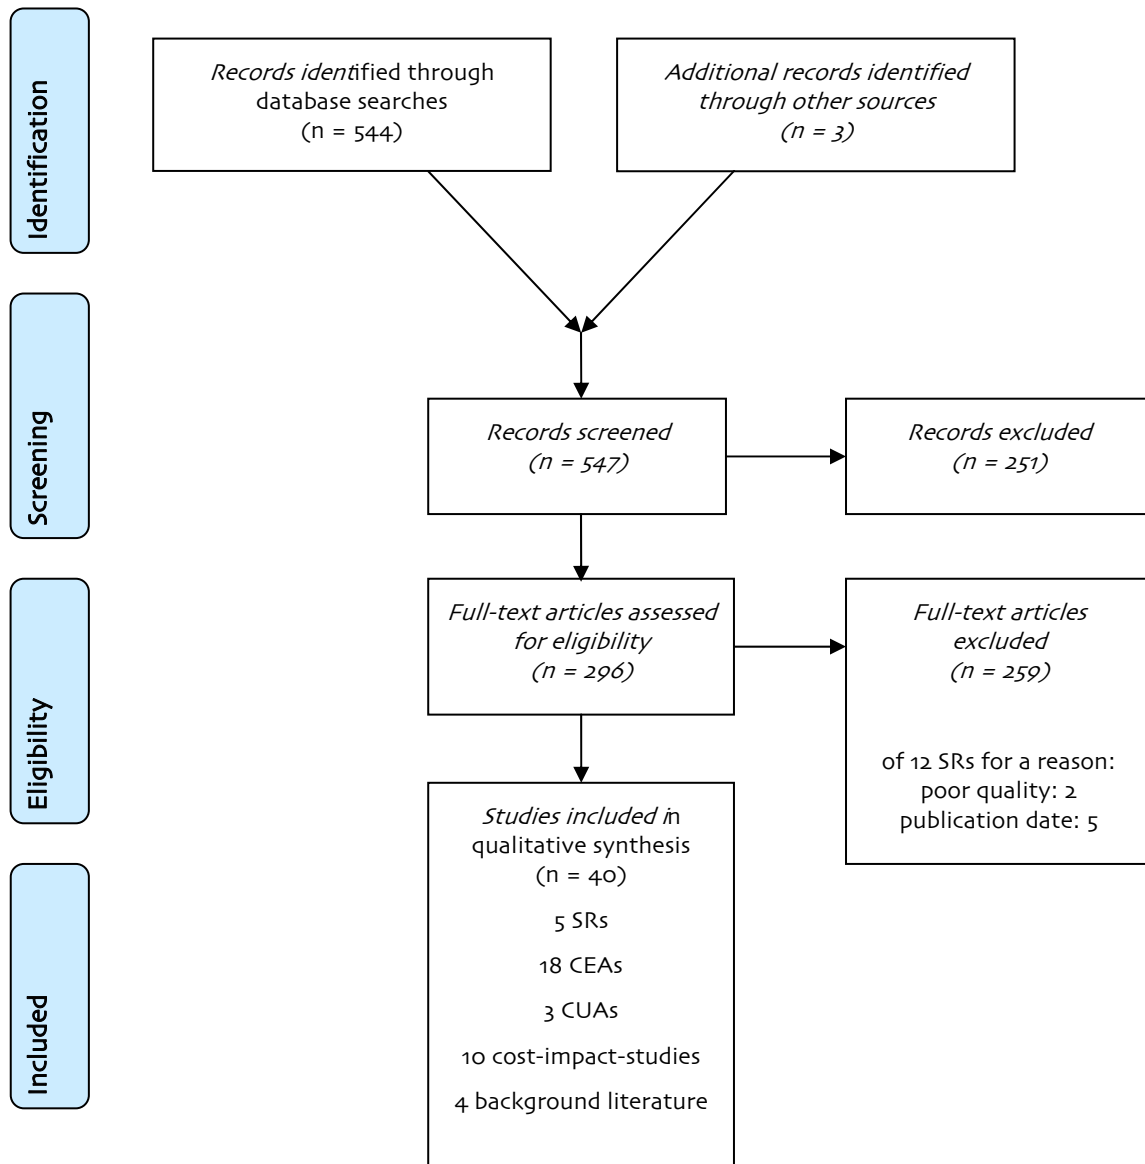 Identification
Records identified through
database searches
(n = 544)
Additional records identified
through other sources
(n = 3)
Screening
Records screened
(n = 547)
Records excluded
(n = 251)
Eligibility
Full-text articles assessed
for eligibility
(n = 296)
Full-text articles
excluded
(n = 259)
of 12 SRs for a reason:
poor quality: 2
publication date: 5
Included
Studies included in
qualitative synthesis
(n = 40)
5 SRs
18 CEAs
3 CUAs
10 cost-impact-studies
4 background literature